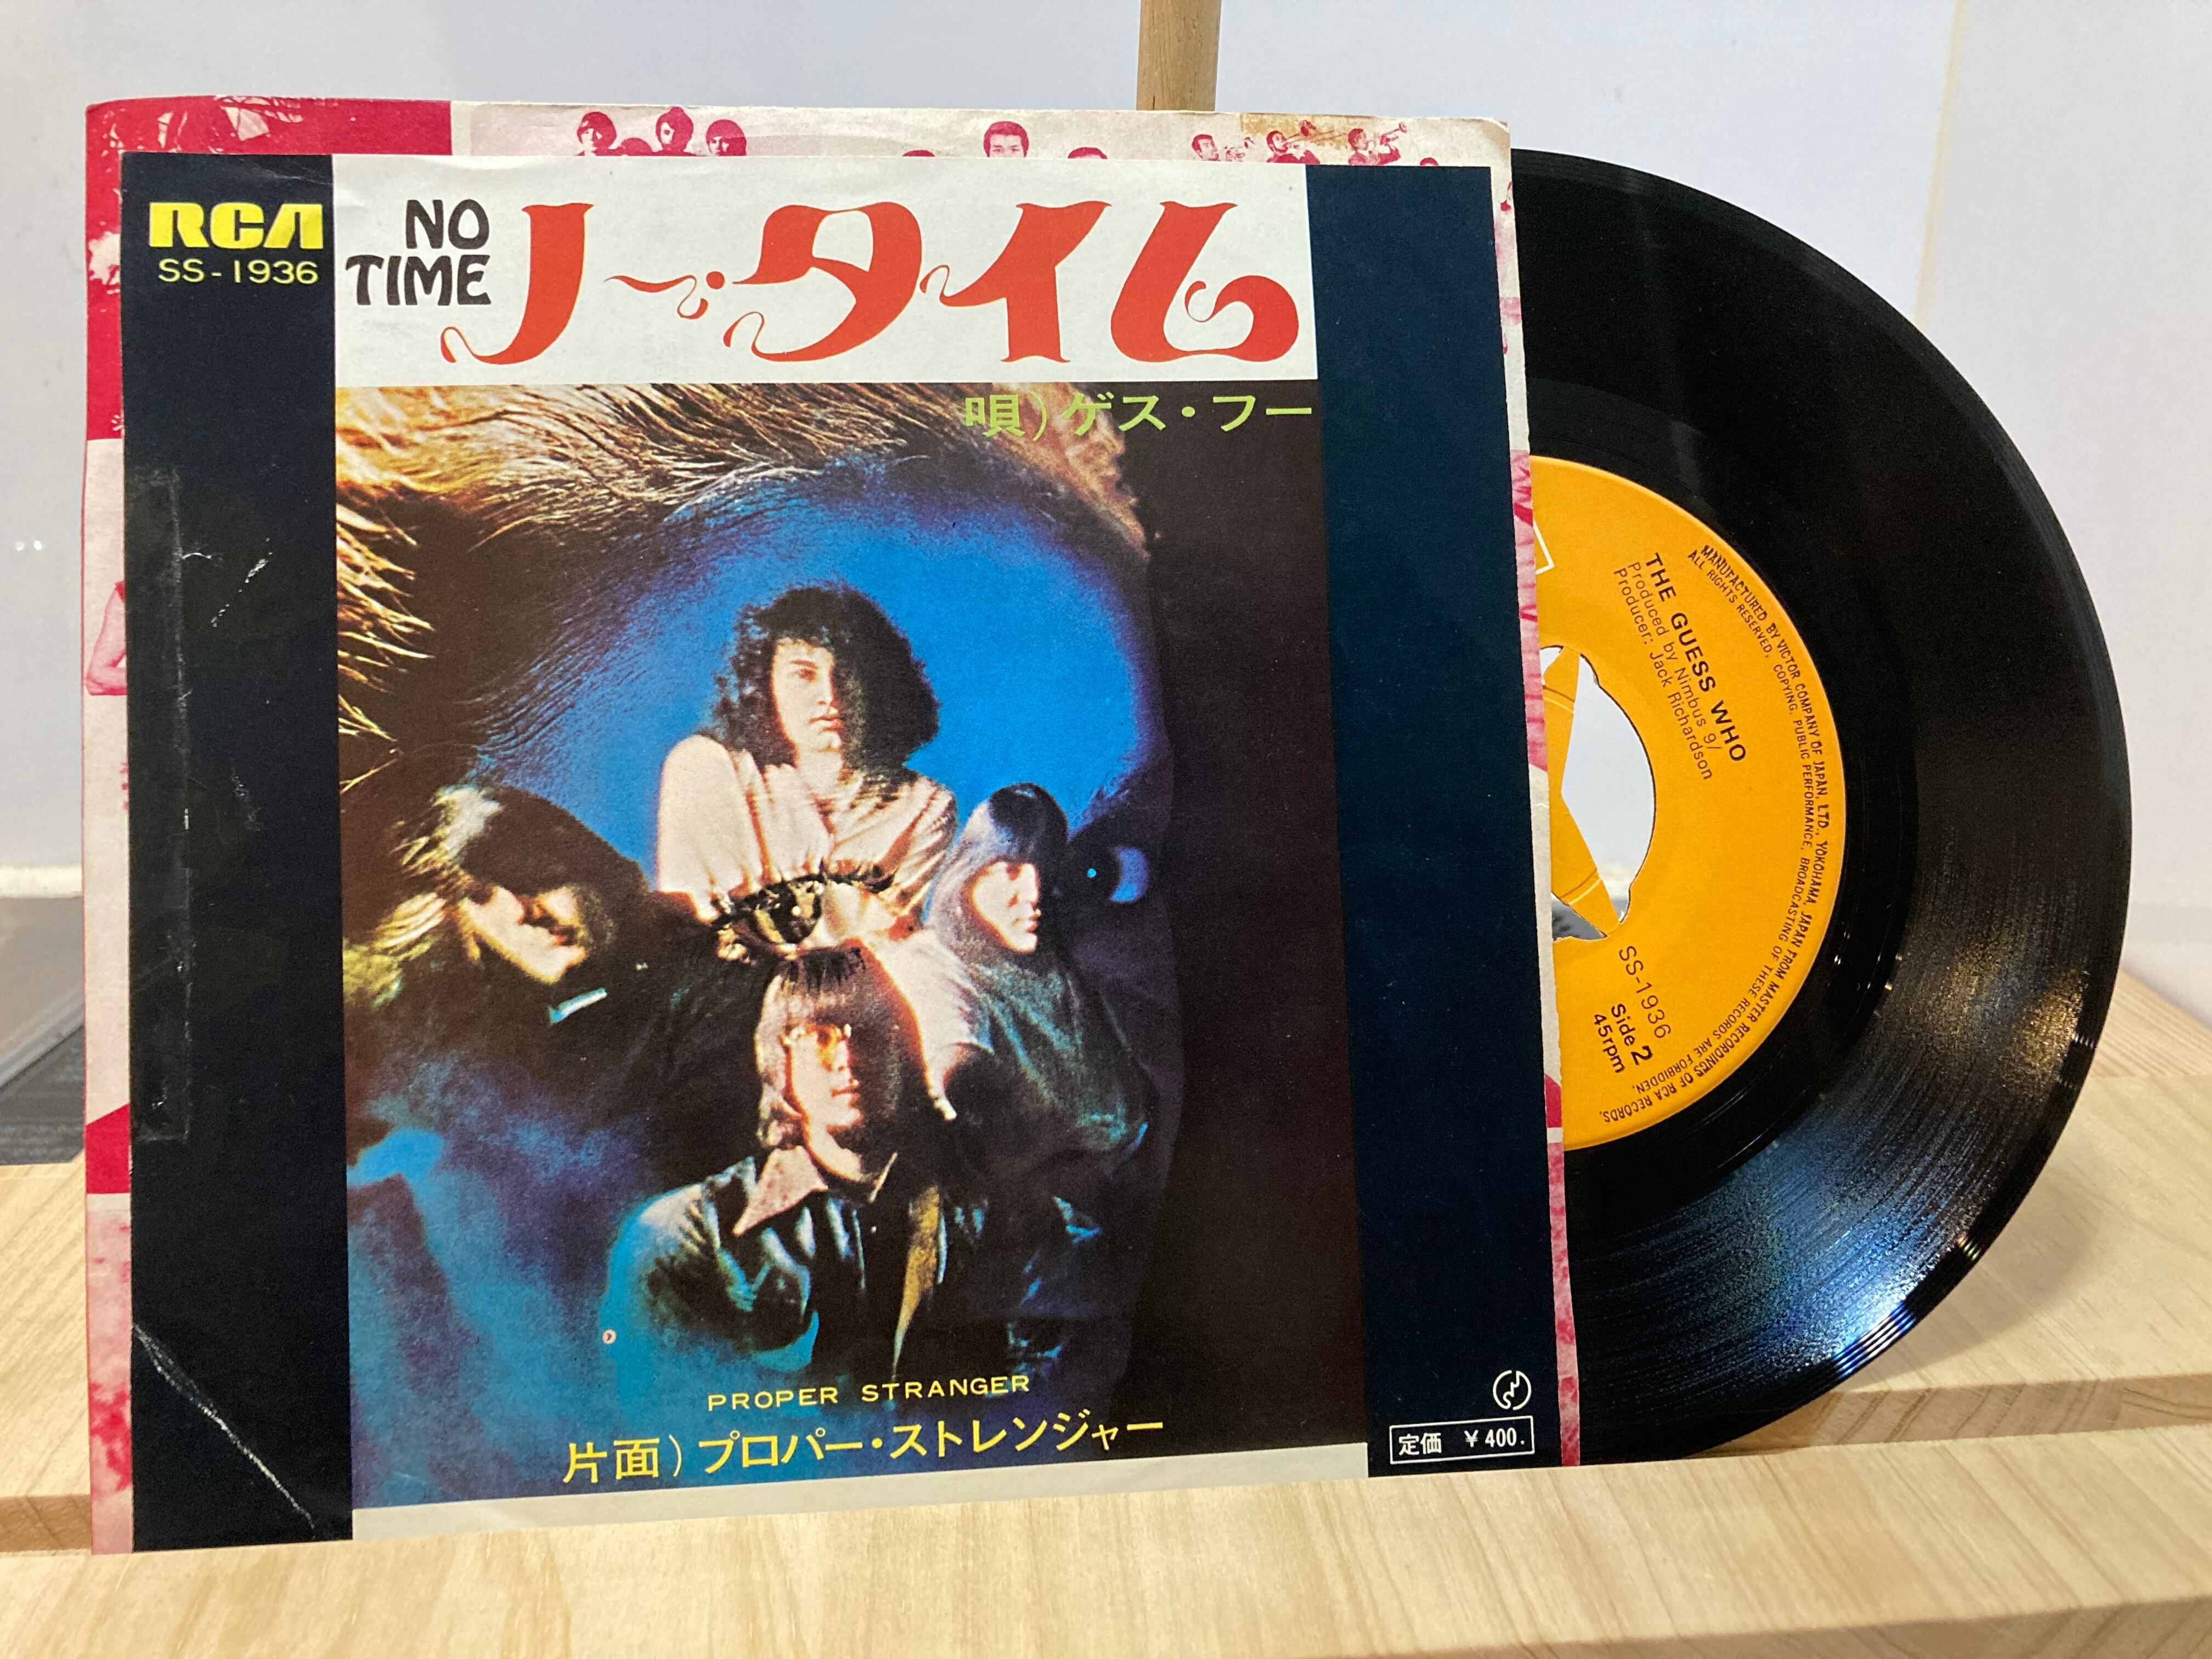 RCA
SS-1936
NO
TIME
ノー・タイム
唄）ゲス・フー
PROPER STRANGER
片面）プロパー・ストレンジャー
定価 ￥400.
THE GUESS WHO
Produced by Nimbus 9/
Producer: Jack Richardson
SS-1936
Side 2
45rpm
MANUFACTURED BY VICTOR COMPANY OF JAPAN, LTD., YOKOHAMA, JAPAN FROM MASTER RECORDINGS OF RCA RECORDS.
ALL RIGHTS RESERVED. COPYING, PUBLIC PERFORMANCE, BROADCASTING OF THESE RECORDS ARE FORBIDDEN.